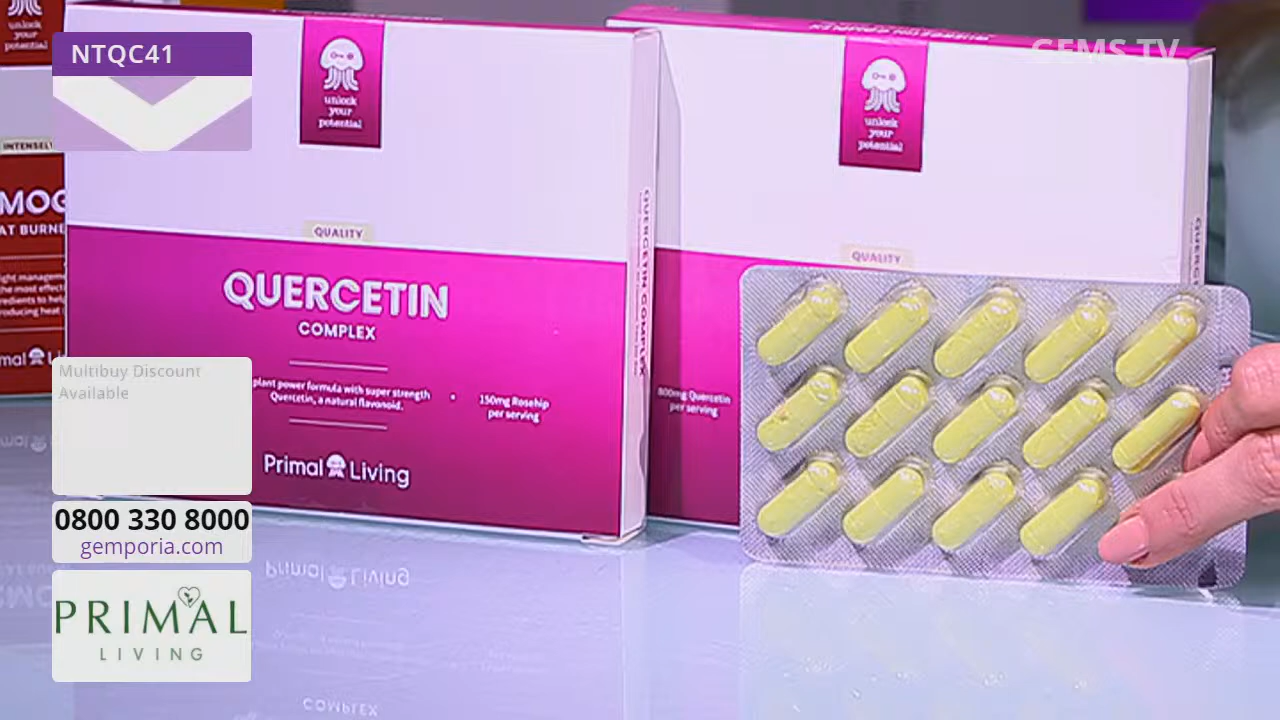 NTQC41
GEMS TV
unlock
your
potential
unlock
your
potential
INTENSELY
QUALITY
QUALITY
QUERCETIN
COMPLEX
QUERCETIN COMPLEX
plant power formula with super strength
Quercetin, a natural flavonoid.
•
150mg Rosehip
per serving
800mg Quercetin
per serving
Primal Living
Multibuy Discount
Available
0800 330 8000
gemporia.com
PRIMAL
LIVING